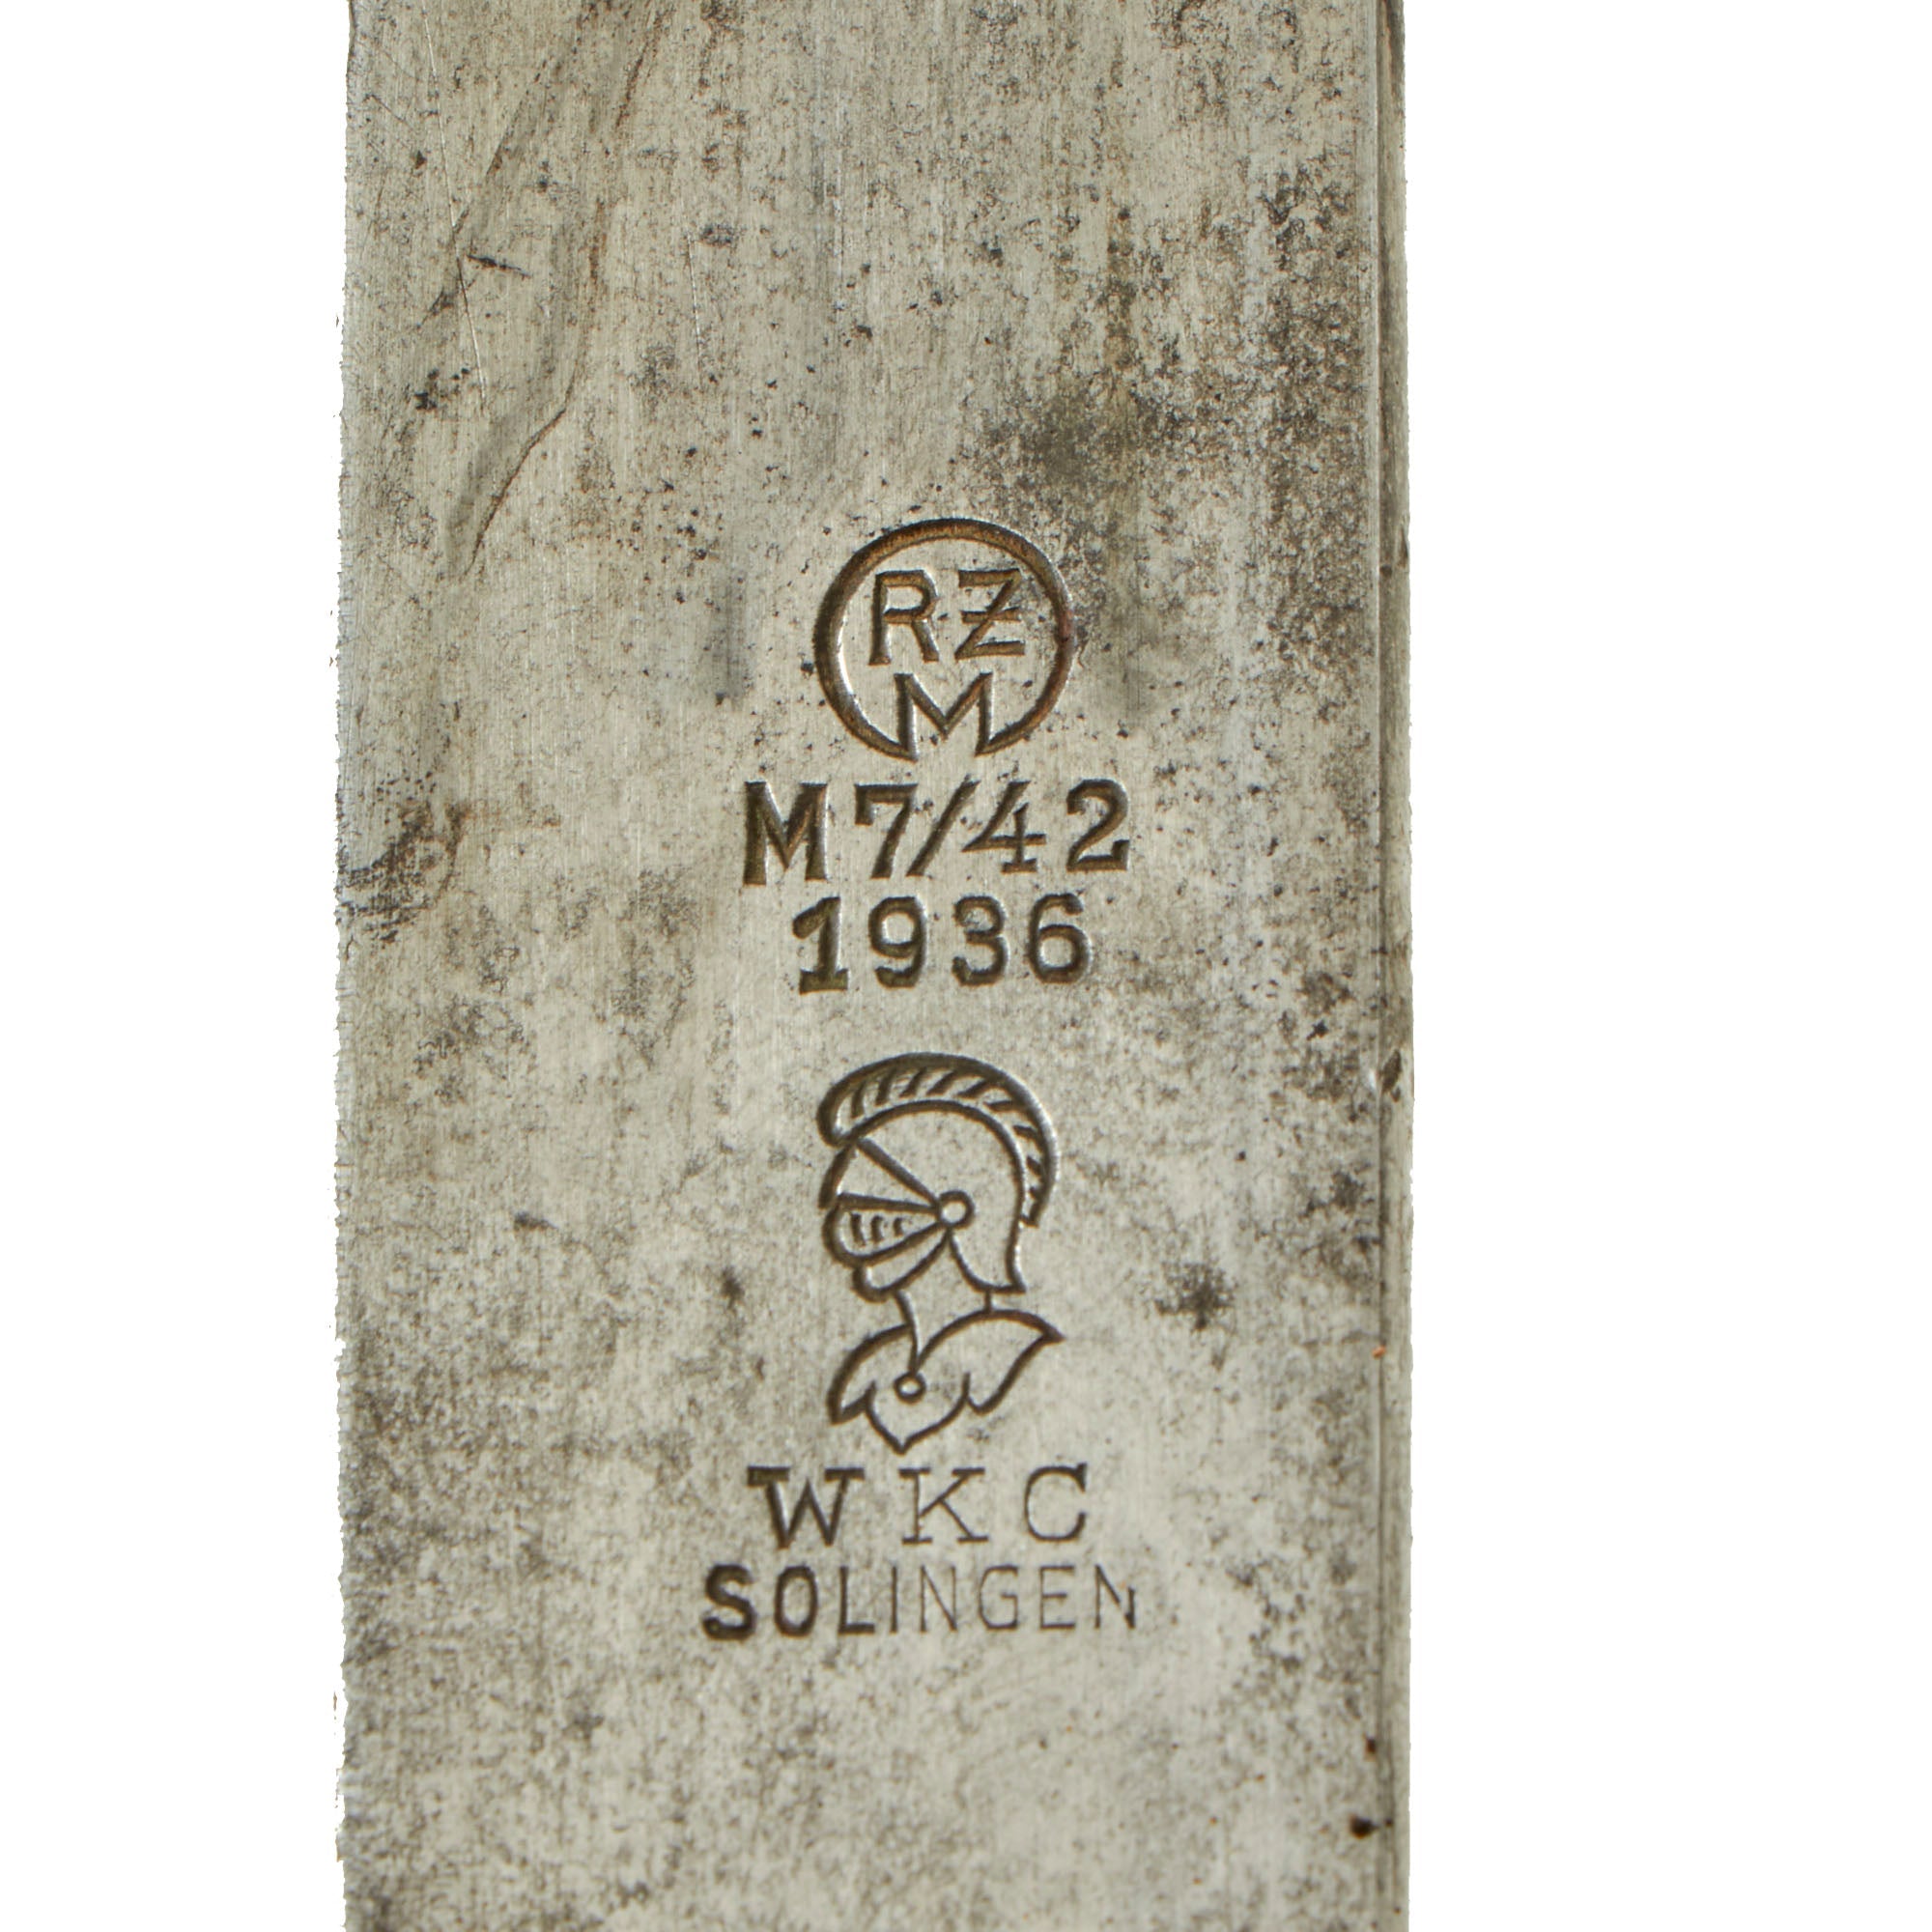 RZ
M
M7/42
1936
WKC
SOLINGEN